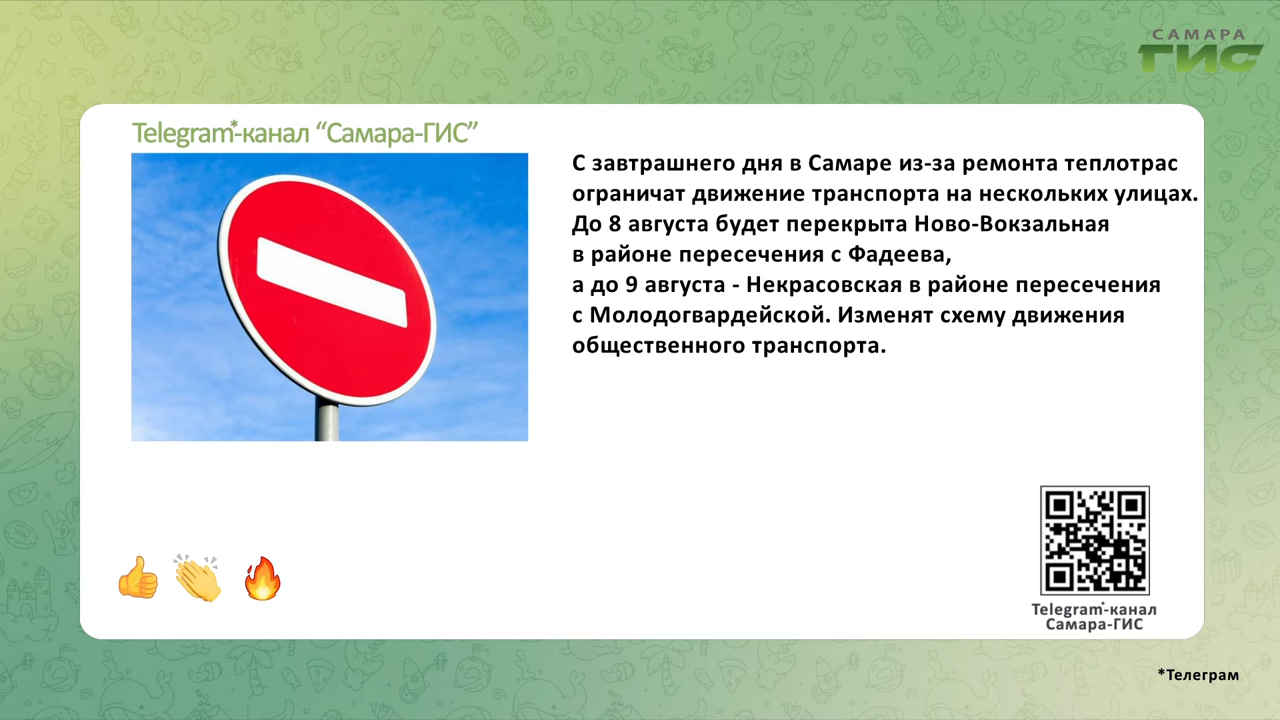 САМАРА
ГИС
Telegram*-канал “Самара-ГИС”
С завтрашнего дня в Самаре из-за ремонта теплотрас
ограничат движение транспорта на нескольких улицах.
До 8 августа будет перекрыта Ново-Вокзальная
в районе пересечения с Фадеева,
а до 9 августа - Некрасовская в районе пересечения
с Молодогвардейской. Изменят схему движения
общественного транспорта.
Telegram*-канал
Самара-ГИС
*Телеграм